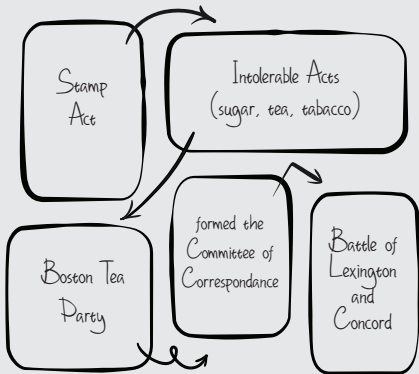 Stamp
Act
Intolerable Acts
(sugar, tea, tabacco)
Boston Tea
Party
formed the
Committee of
Correspondance
Battle of
Lexington
and
Concord